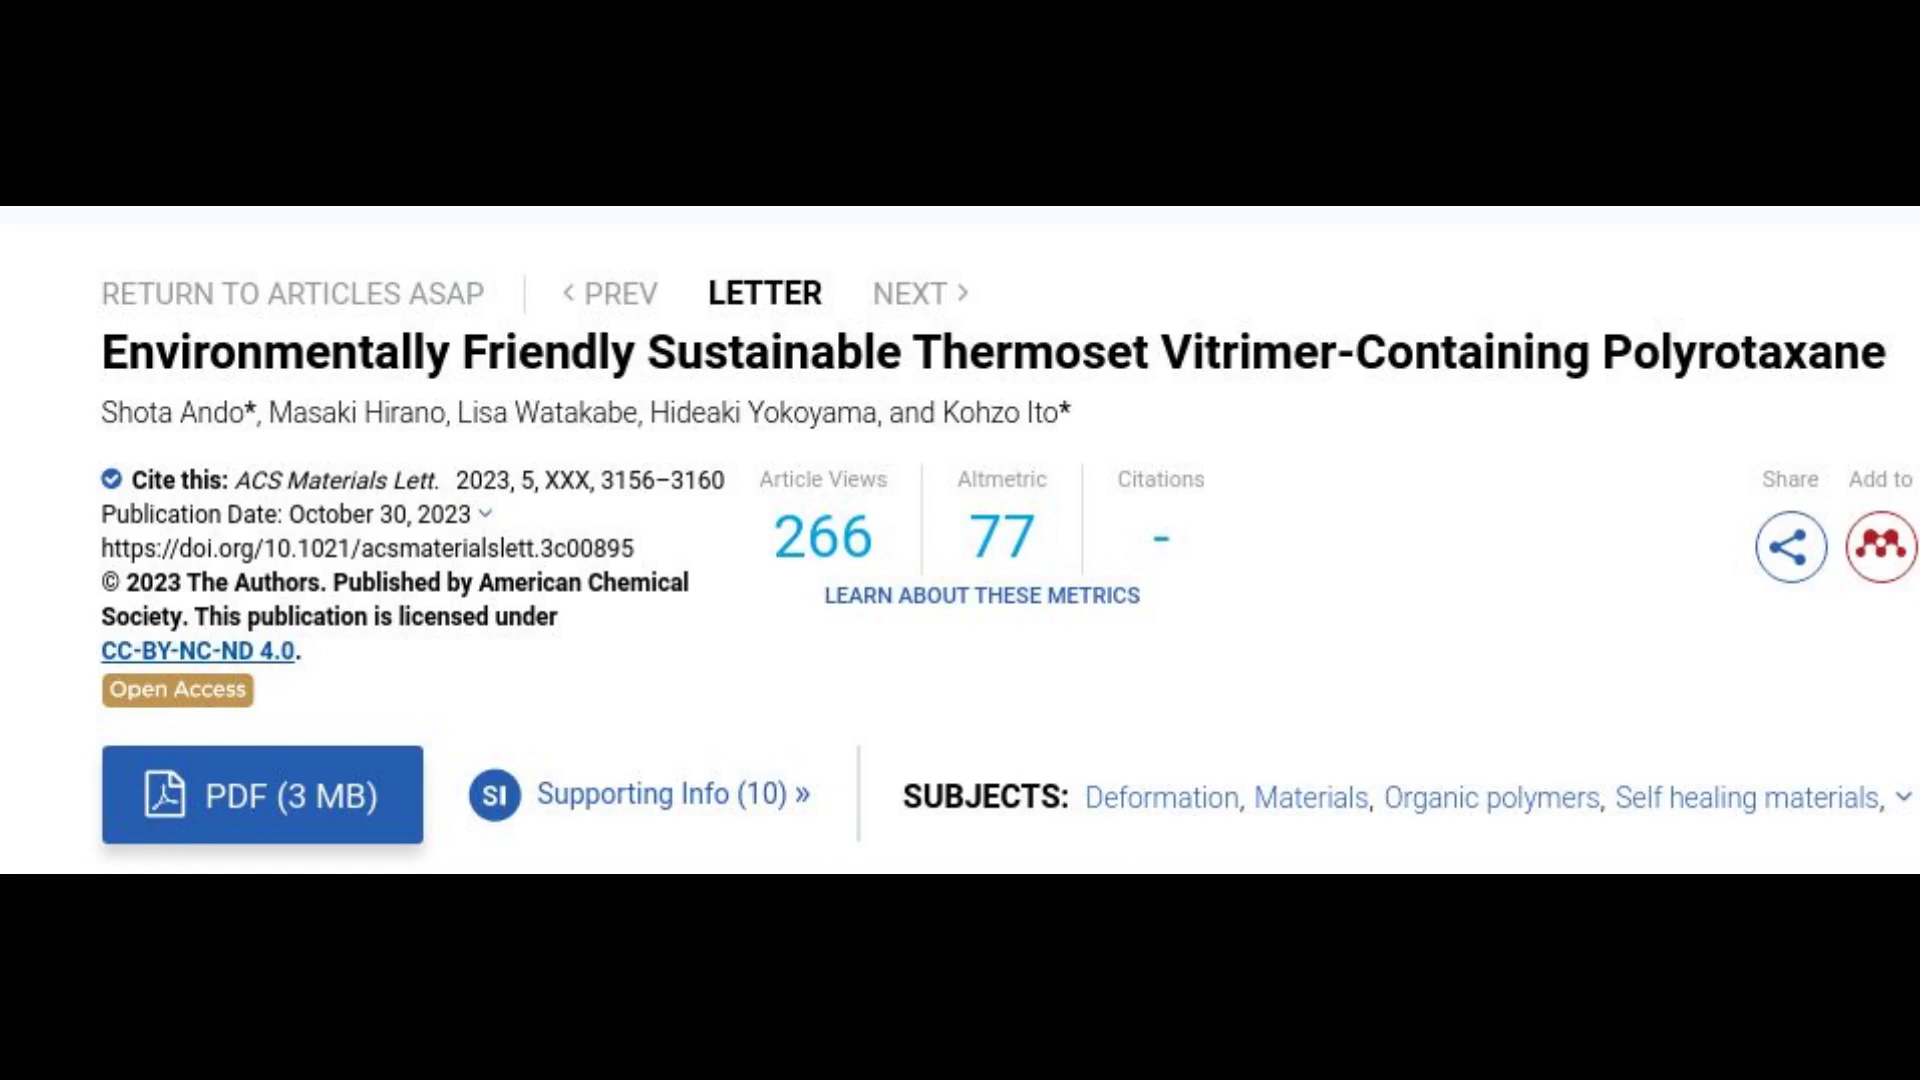 RETURN TO ARTICLES ASAP < PREV LETTER NEXT >
Environmentally Friendly Sustainable Thermoset Vitrimer-Containing Polyrotaxane
Shota Ando*, Masaki Hirano, Lisa Watakabe, Hideaki Yokoyama, and Kohzo Ito*
Cite this: ACS Materials Lett. 2023, 5, XXX, 3156–3160
Publication Date: October 30, 2023
https://doi.org/10.1021/acsmaterialslett.3c00895
© 2023 The Authors. Published by American Chemical
Society. This publication is licensed under
CC-BY-NC-ND 4.0.
Open Access
Article Views Altmetric Citations
266 77 -
LEARN ABOUT THESE METRICS
Share Add to
PDF (3 MB)
SI Supporting Info (10) »
SUBJECTS: Deformation, Materials, Organic polymers, Self healing materials,